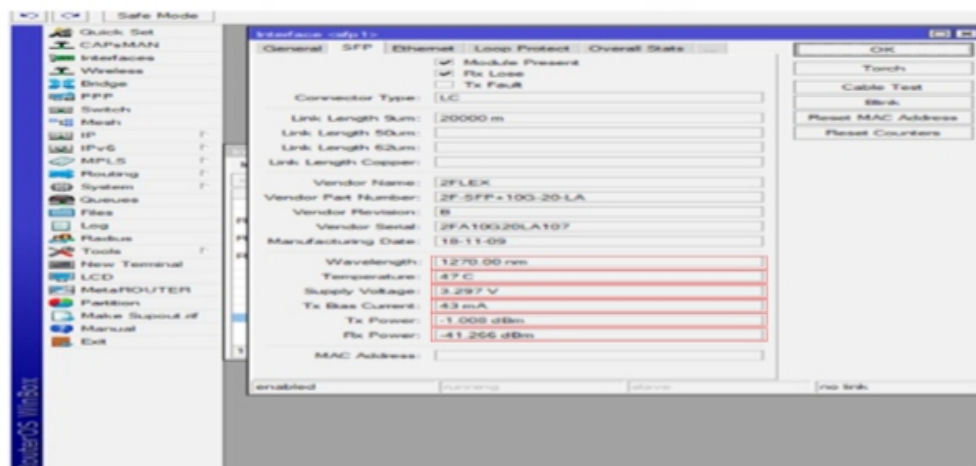 Safe Mode
Quick Set
CAPsMAN
Interfaces
Wireless
Bridge
PPP
Switch
Mesh
IP
IPv6
MPLS
Routing
System
Queues
Files
Log
Radius
Tools
New Terminal
LCD
MetaROUTER
Partition
Make Supout.rif
Manual
Exit
RouterOS WinBox
Interface <sfp1>
General SFP Ethernet Loop Protect Overall Stats ...
Module Present
Rx Lose
Tx Fault
Connector Type: LC
Link Length 9um: 20000 m
Link Length 50um:
Link Length 62um:
Link Length Copper:
Vendor Name: 2FLEX
Vendor Part Number: 2F-SFP+10G-20-LA
Vendor Revision: B
Vendor Serial: 2FA10G20LA107
Manufacturing Date: 18-11-09
Wavelength: 1270.00 nm
Temperature: 47 C
Supply Voltage: 3.297 V
Tx Bias Current: 43 mA
Tx Power: -1.008 dBm
Rx Power: -41.266 dBm
MAC Address:
OK
Torch
Cable Test
Blink
Reset MAC Address
Reset Counters
enabled running slave no link